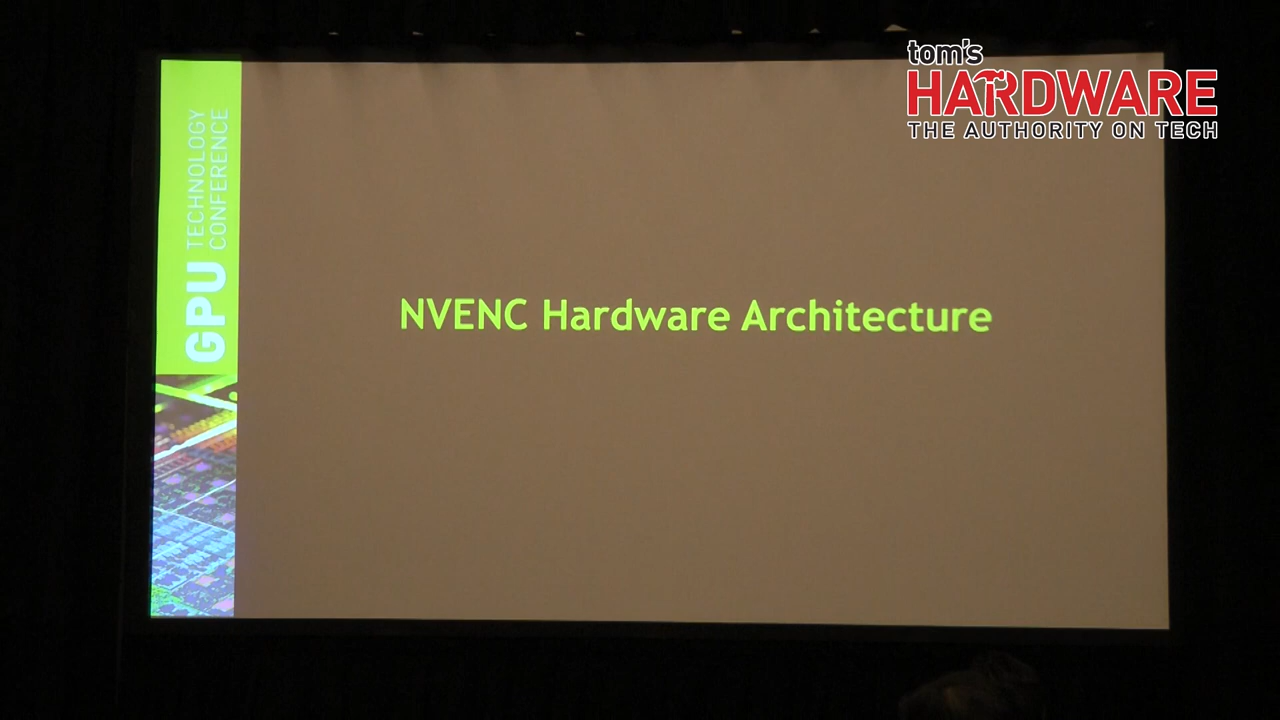 tom's
HARDWARE
THE AUTHORITY ON TECH
GPU TECHNOLOGY
CONFERENCE
NVENC Hardware Architecture